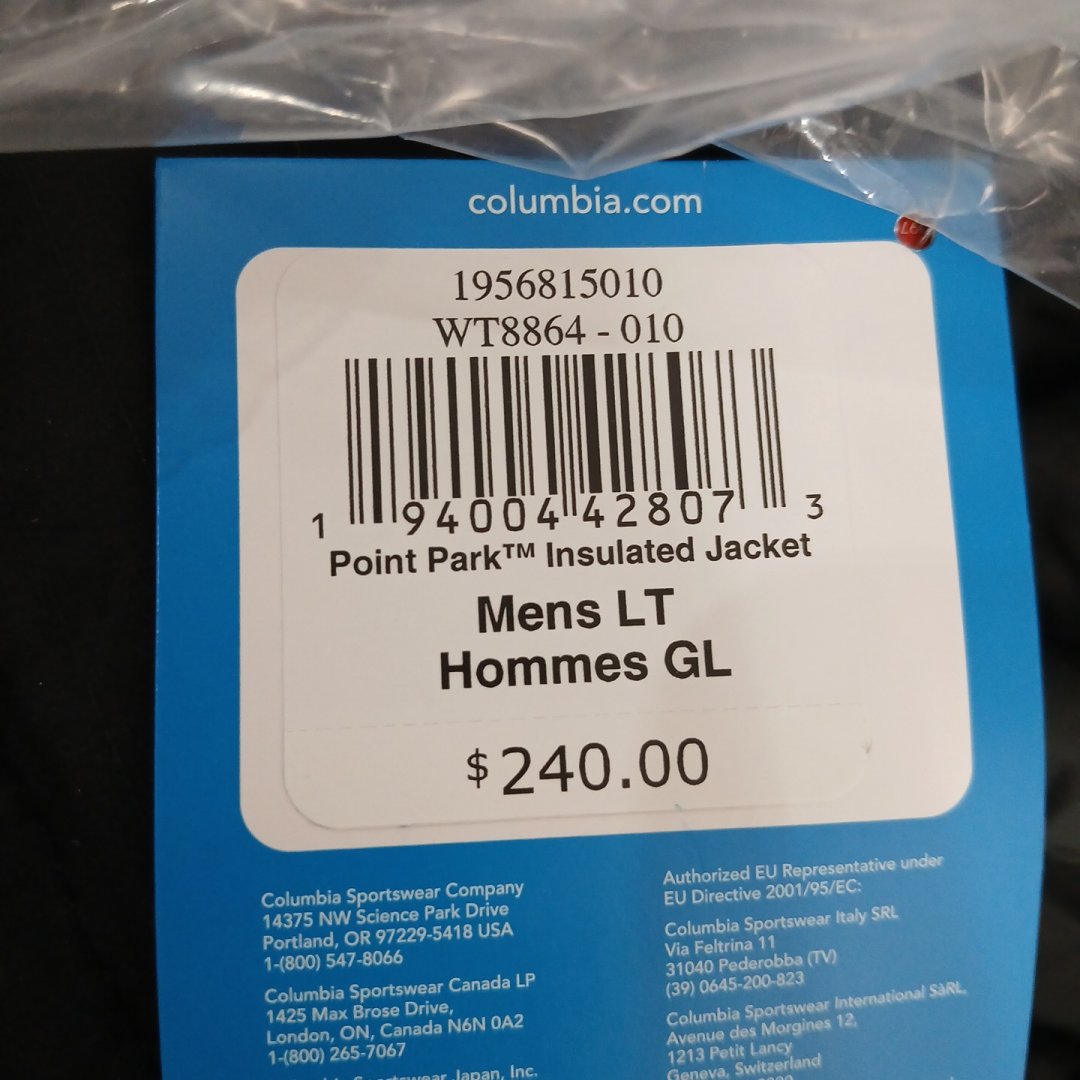 columbia.com
1956815010
WT8864 - 010
1 94004 42807 3
Point Park™ Insulated Jacket
Mens LT
Hommes GL
$240.00
Columbia Sportswear Company
14375 NW Science Park Drive
Portland, OR 97229-5418 USA
1-(800) 547-8066
Columbia Sportswear Canada LP
1425 Max Brose Drive,
London, ON, Canada N6N 0A2
1-(800) 265-7067
Sportswear Japan, Inc.
Authorized EU Representative under
EU Directive 2001/95/EC:
Columbia Sportswear Italy SRL
Via Feltrina 11
31040 Pederobba (TV)
(39) 0645-200-823
Columbia Sportswear International SàRL,
Avenue des Morgines 12,
1213 Petit Lancy
Geneva, Switzerland